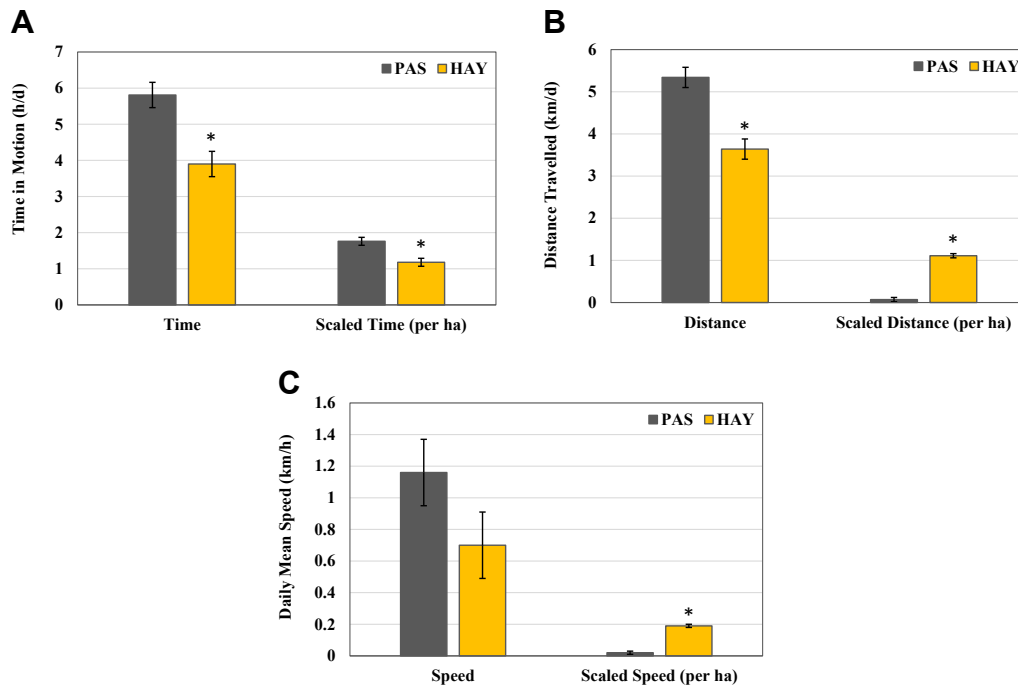 A
Time in Motion (h/d)
7
6
5
4
3
2
1
0
PAS HAY
*
*
Time Scaled Time (per ha)
B
Distance Travelled (km/d)
6
5
4
3
2
1
0
PAS HAY
*
*
Distance Scaled Distance (per ha)
C
Daily Mean Speed (km/h)
1.6
1.4
1.2
1
0.8
0.6
0.4
0.2
0
PAS HAY
*
Speed Scaled Speed (per ha)